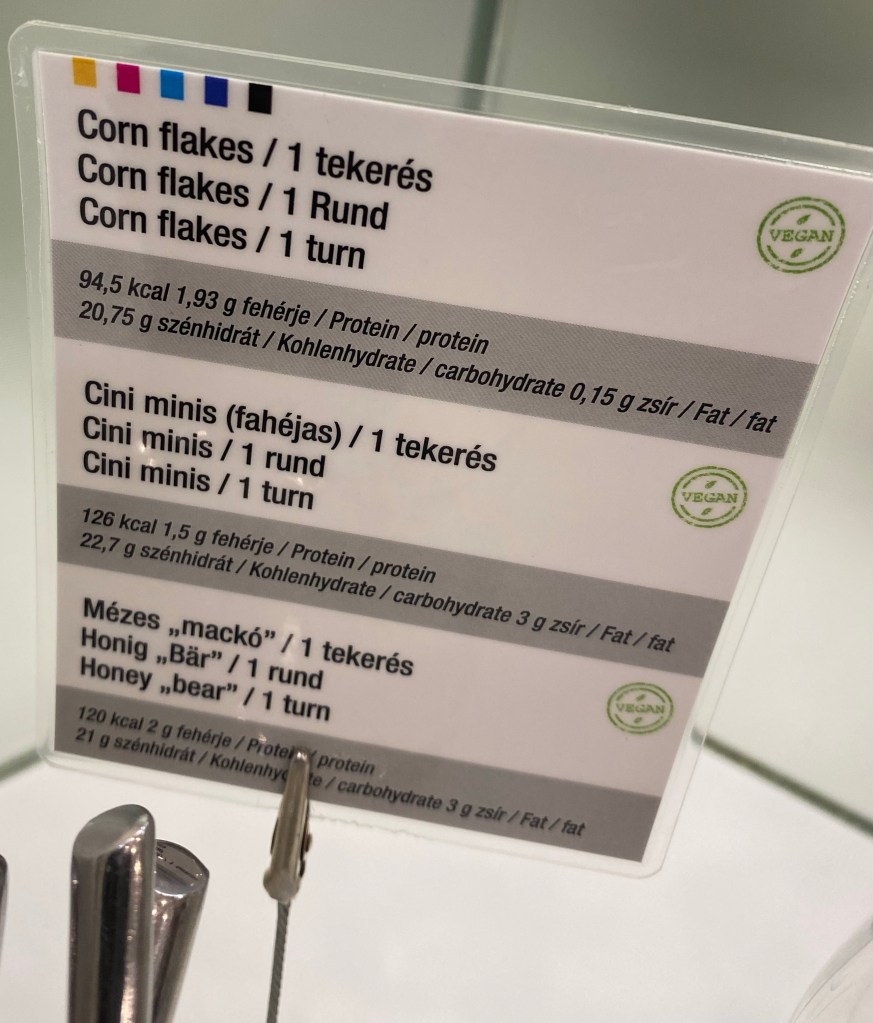 Corn flakes / 1 tekerés
Corn flakes / 1 Rund
Corn flakes / 1 turn
VEGAN
94,5 kcal 1,93 g fehérje / Protein / protein
20,75 g szénhidrát / Kohlenhydrate / carbohydrate 0,15 g zsír / Fat / fat
Cini minis (fahéjas) / 1 tekerés
Cini minis / 1 rund
Cini minis / 1 turn
VEGAN
126 kcal 1,5 g fehérje / Protein / protein
22,7 g szénhidrát / Kohlenhydrate / carbohydrate 3 g zsír / Fat / fat
Mézes „mackó” / 1 tekerés
Honig „Bär” / 1 rund
Honey „bear” / 1 turn
VEGAN
120 kcal 2 g fehérje / Protein / protein
21 g szénhidrát / Kohlenhydrate / carbohydrate 3 g zsír / Fat / fat